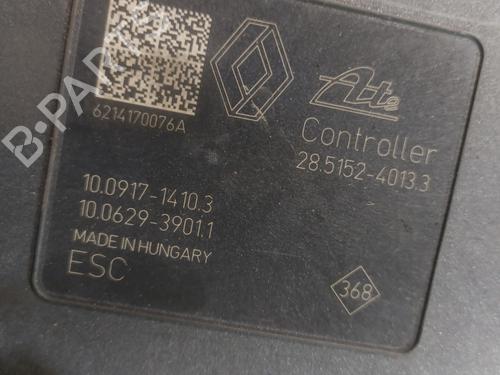 6214170076A
Ate
Controller
28.5152-4013.3
10.0917-1410.3
10.0629-3901.1
MADE IN HUNGARY
ESC
368
B-PARTS